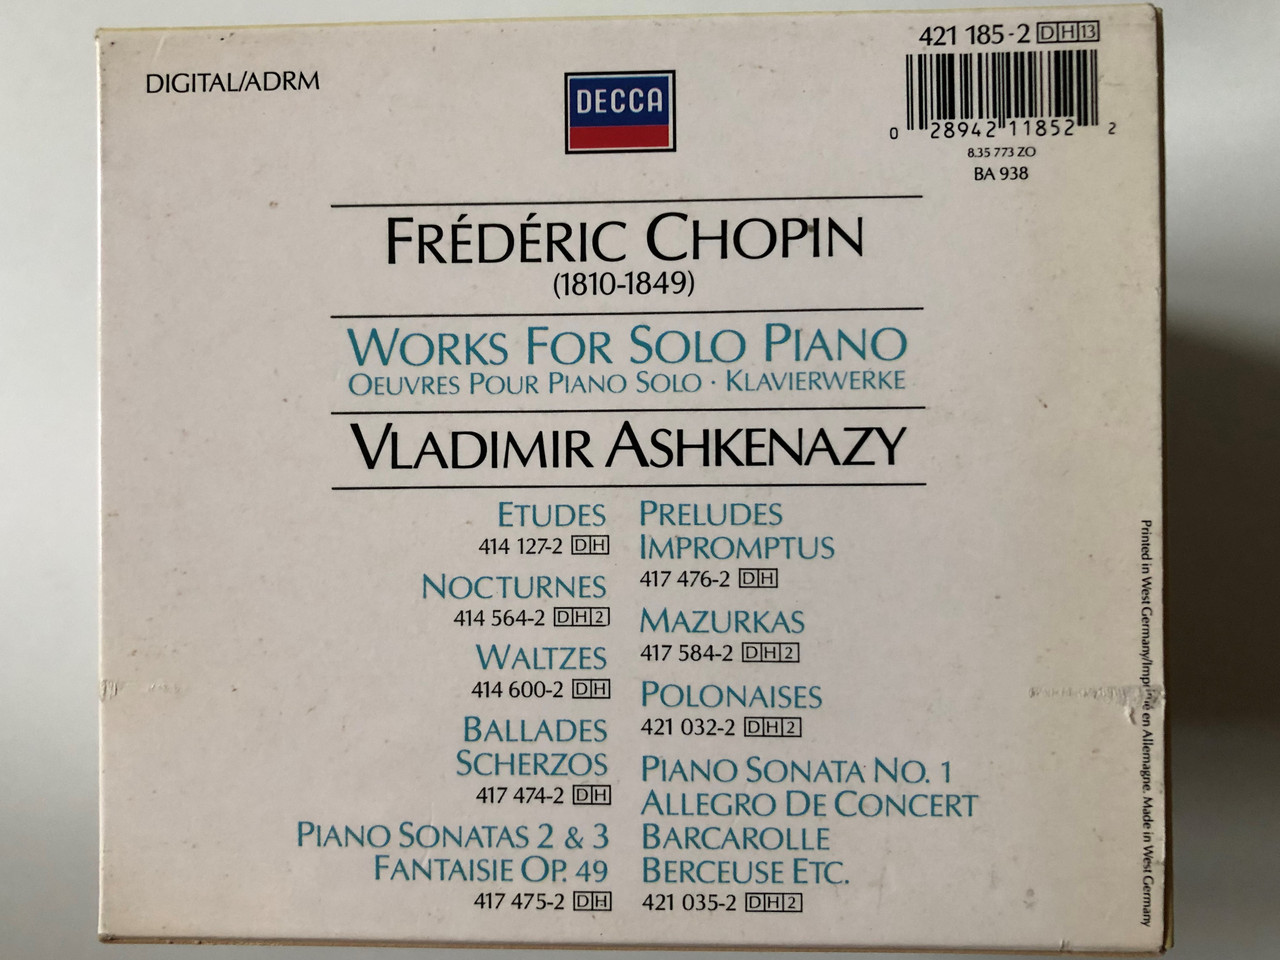 DIGITAL/ADRM
DECCA
421 185-2 DH13
0 28942 11852 2
8.35 773 ZO
BA 938
FRÉDÉRIC CHOPIN
(1810-1849)
WORKS FOR SOLO PIANO
OEUVRES POUR PIANO SOLO · KLAVIERWERKE
VLADIMIR ASHKENAZY
ETUDES
414 127-2 DH
NOCTURNES
414 564-2 DH2
WALTZES
414 600-2 DH
BALLADES
SCHERZOS
417 474-2 DH
PIANO SONATAS 2 & 3
FANTAISIE OP. 49
417 475-2 DH
PRELUDES
IMPROMPTUS
417 476-2 DH
MAZURKAS
417 584-2 DH2
POLONAISES
421 032-2 DH2
PIANO SONATA NO. 1
ALLEGRO DE CONCERT
BARCAROLLE
BERCEUSE ETC.
421 035-2 DH2
Printed in West Germany/Imprimé en Allemagne. Made in West Germany